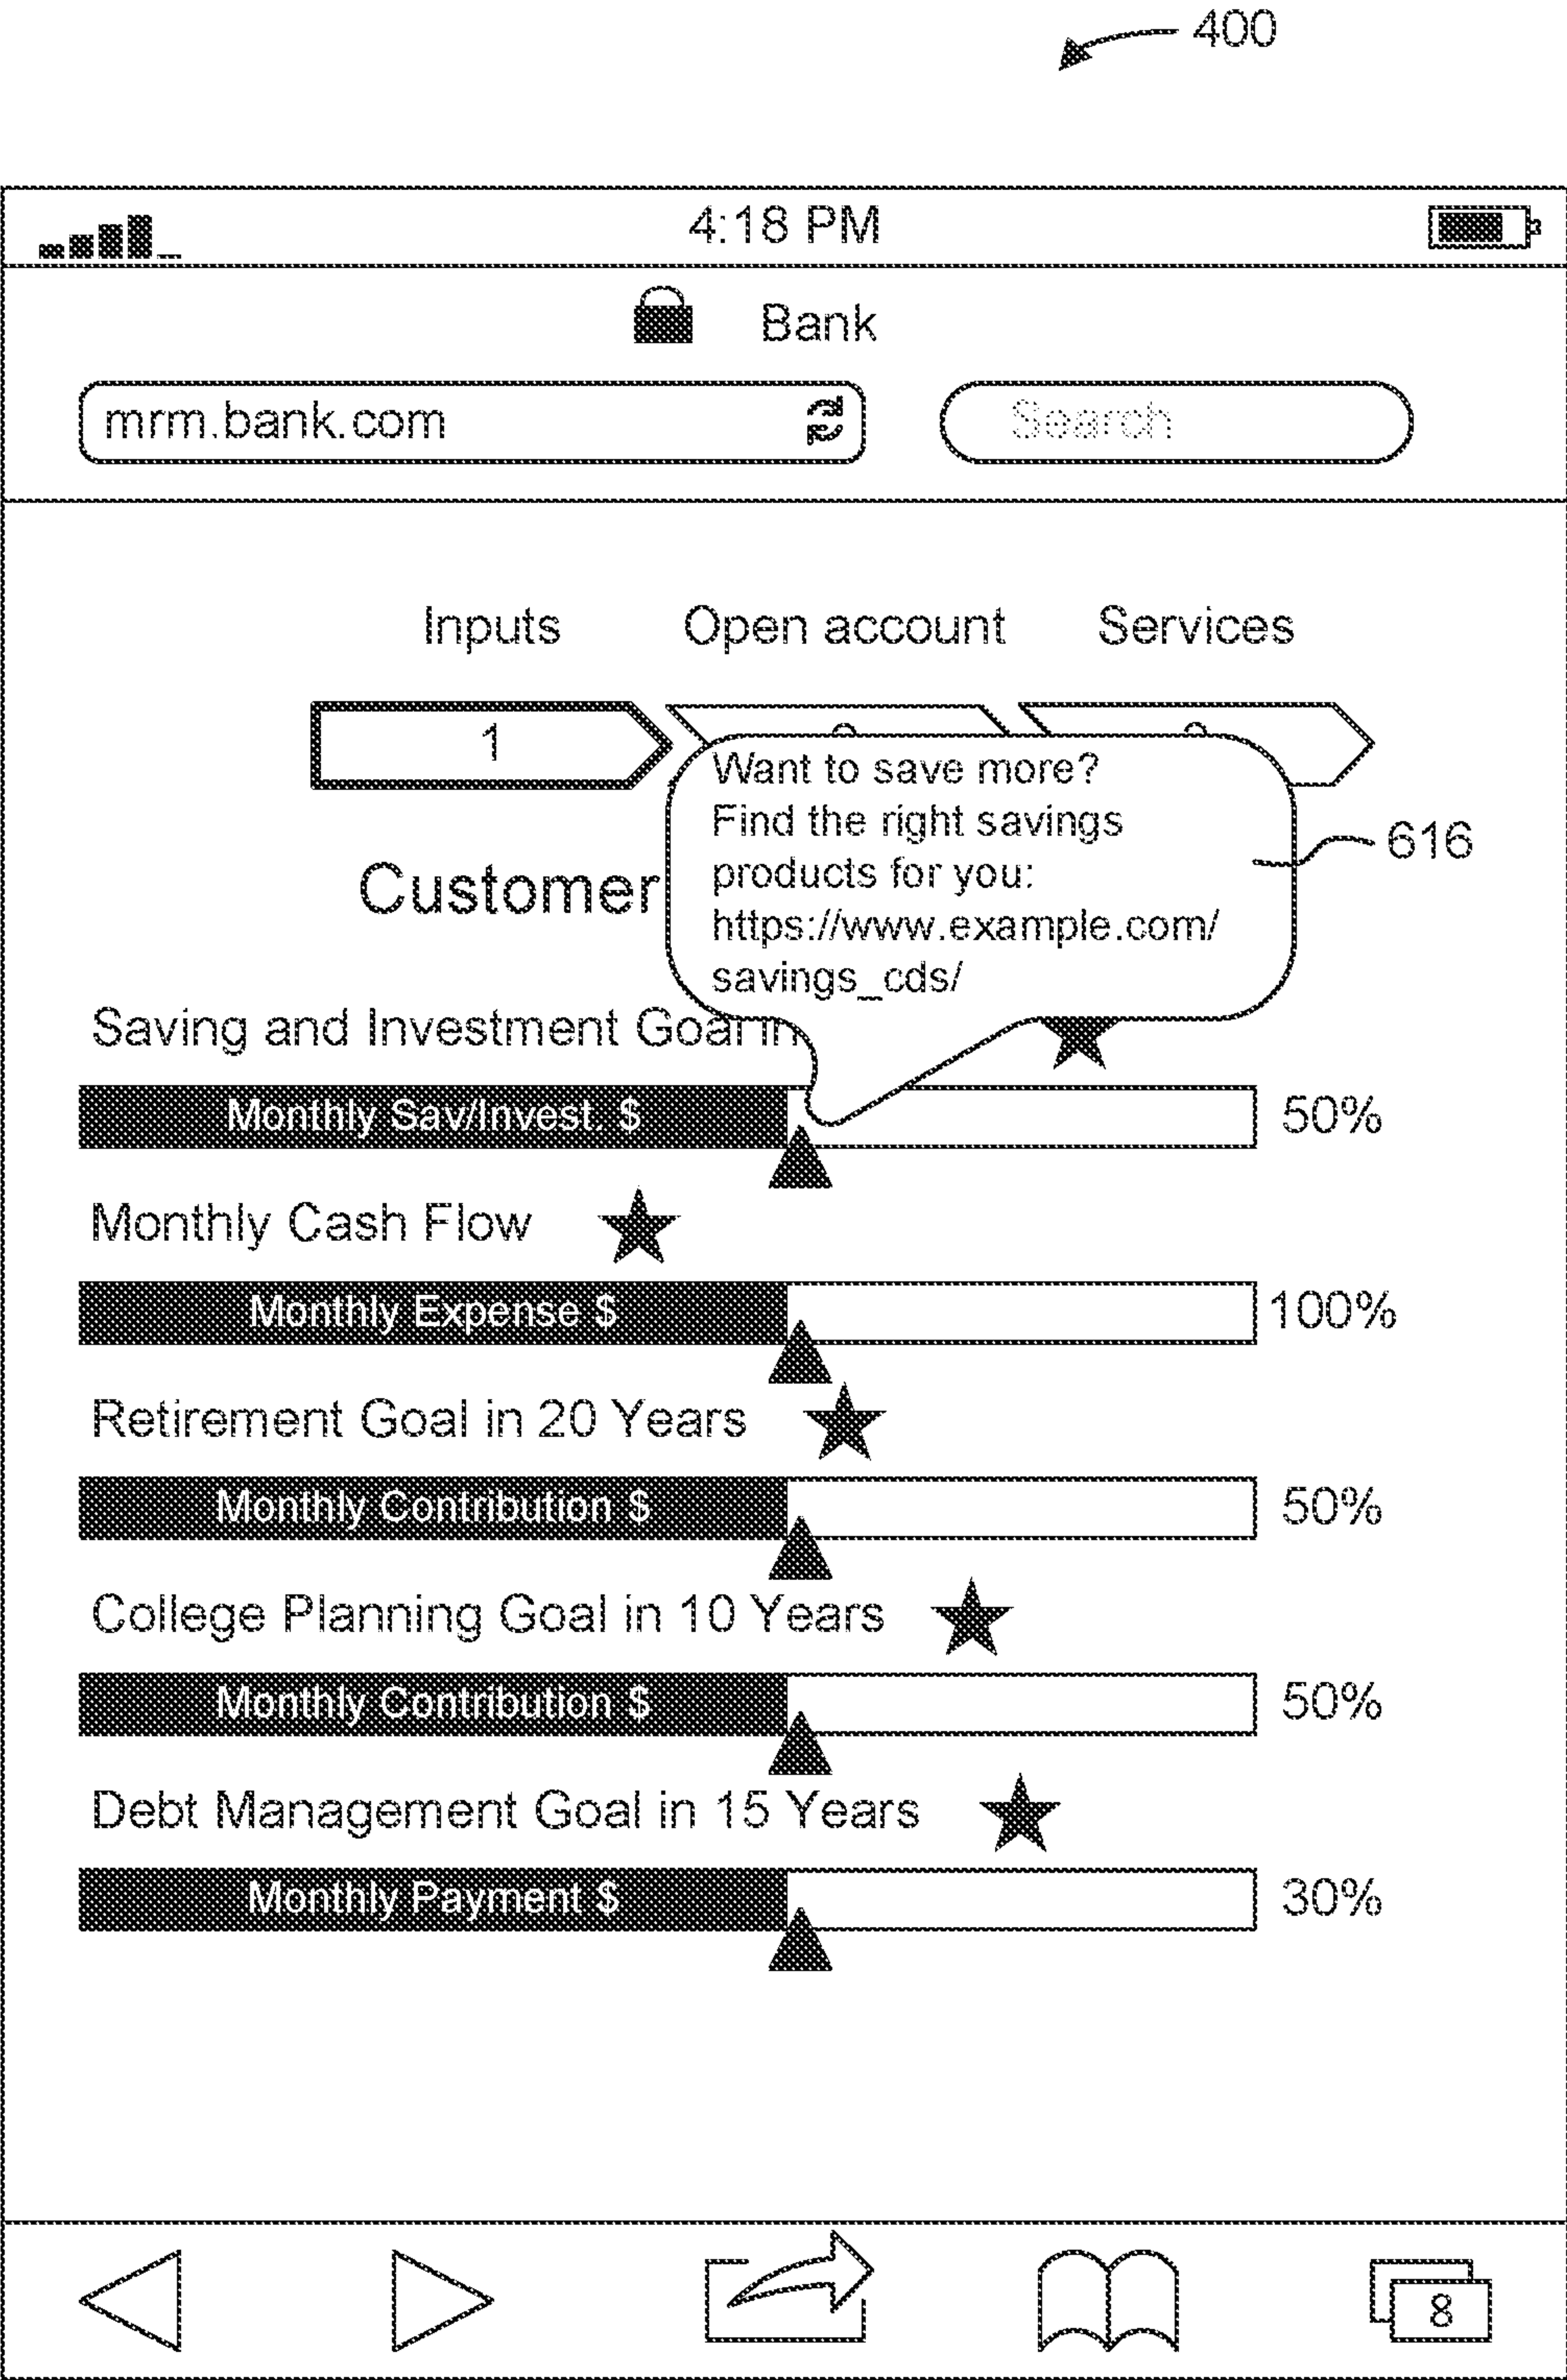 400
4:18 PM
Bank
mrm.bank.com
Search
Inputs Open account Services
1
Want to save more?
Find the right savings
products for you:
https://www.example.com/
savings_cds/
616
Customer
Saving and Investment Goal in
Monthly Sav/Invest. $ 50%
Monthly Cash Flow
Monthly Expense $ 100%
Retirement Goal in 20 Years
Monthly Contribution $ 50%
College Planning Goal in 10 Years
Monthly Contribution $ 50%
Debt Management Goal in 15 Years
Monthly Payment $ 30%
8